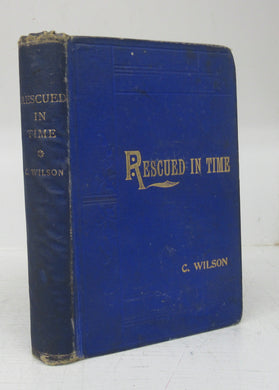 RESCUED
IN
TIME
C. WILSON
RESCUED IN TIME
C. WILSON